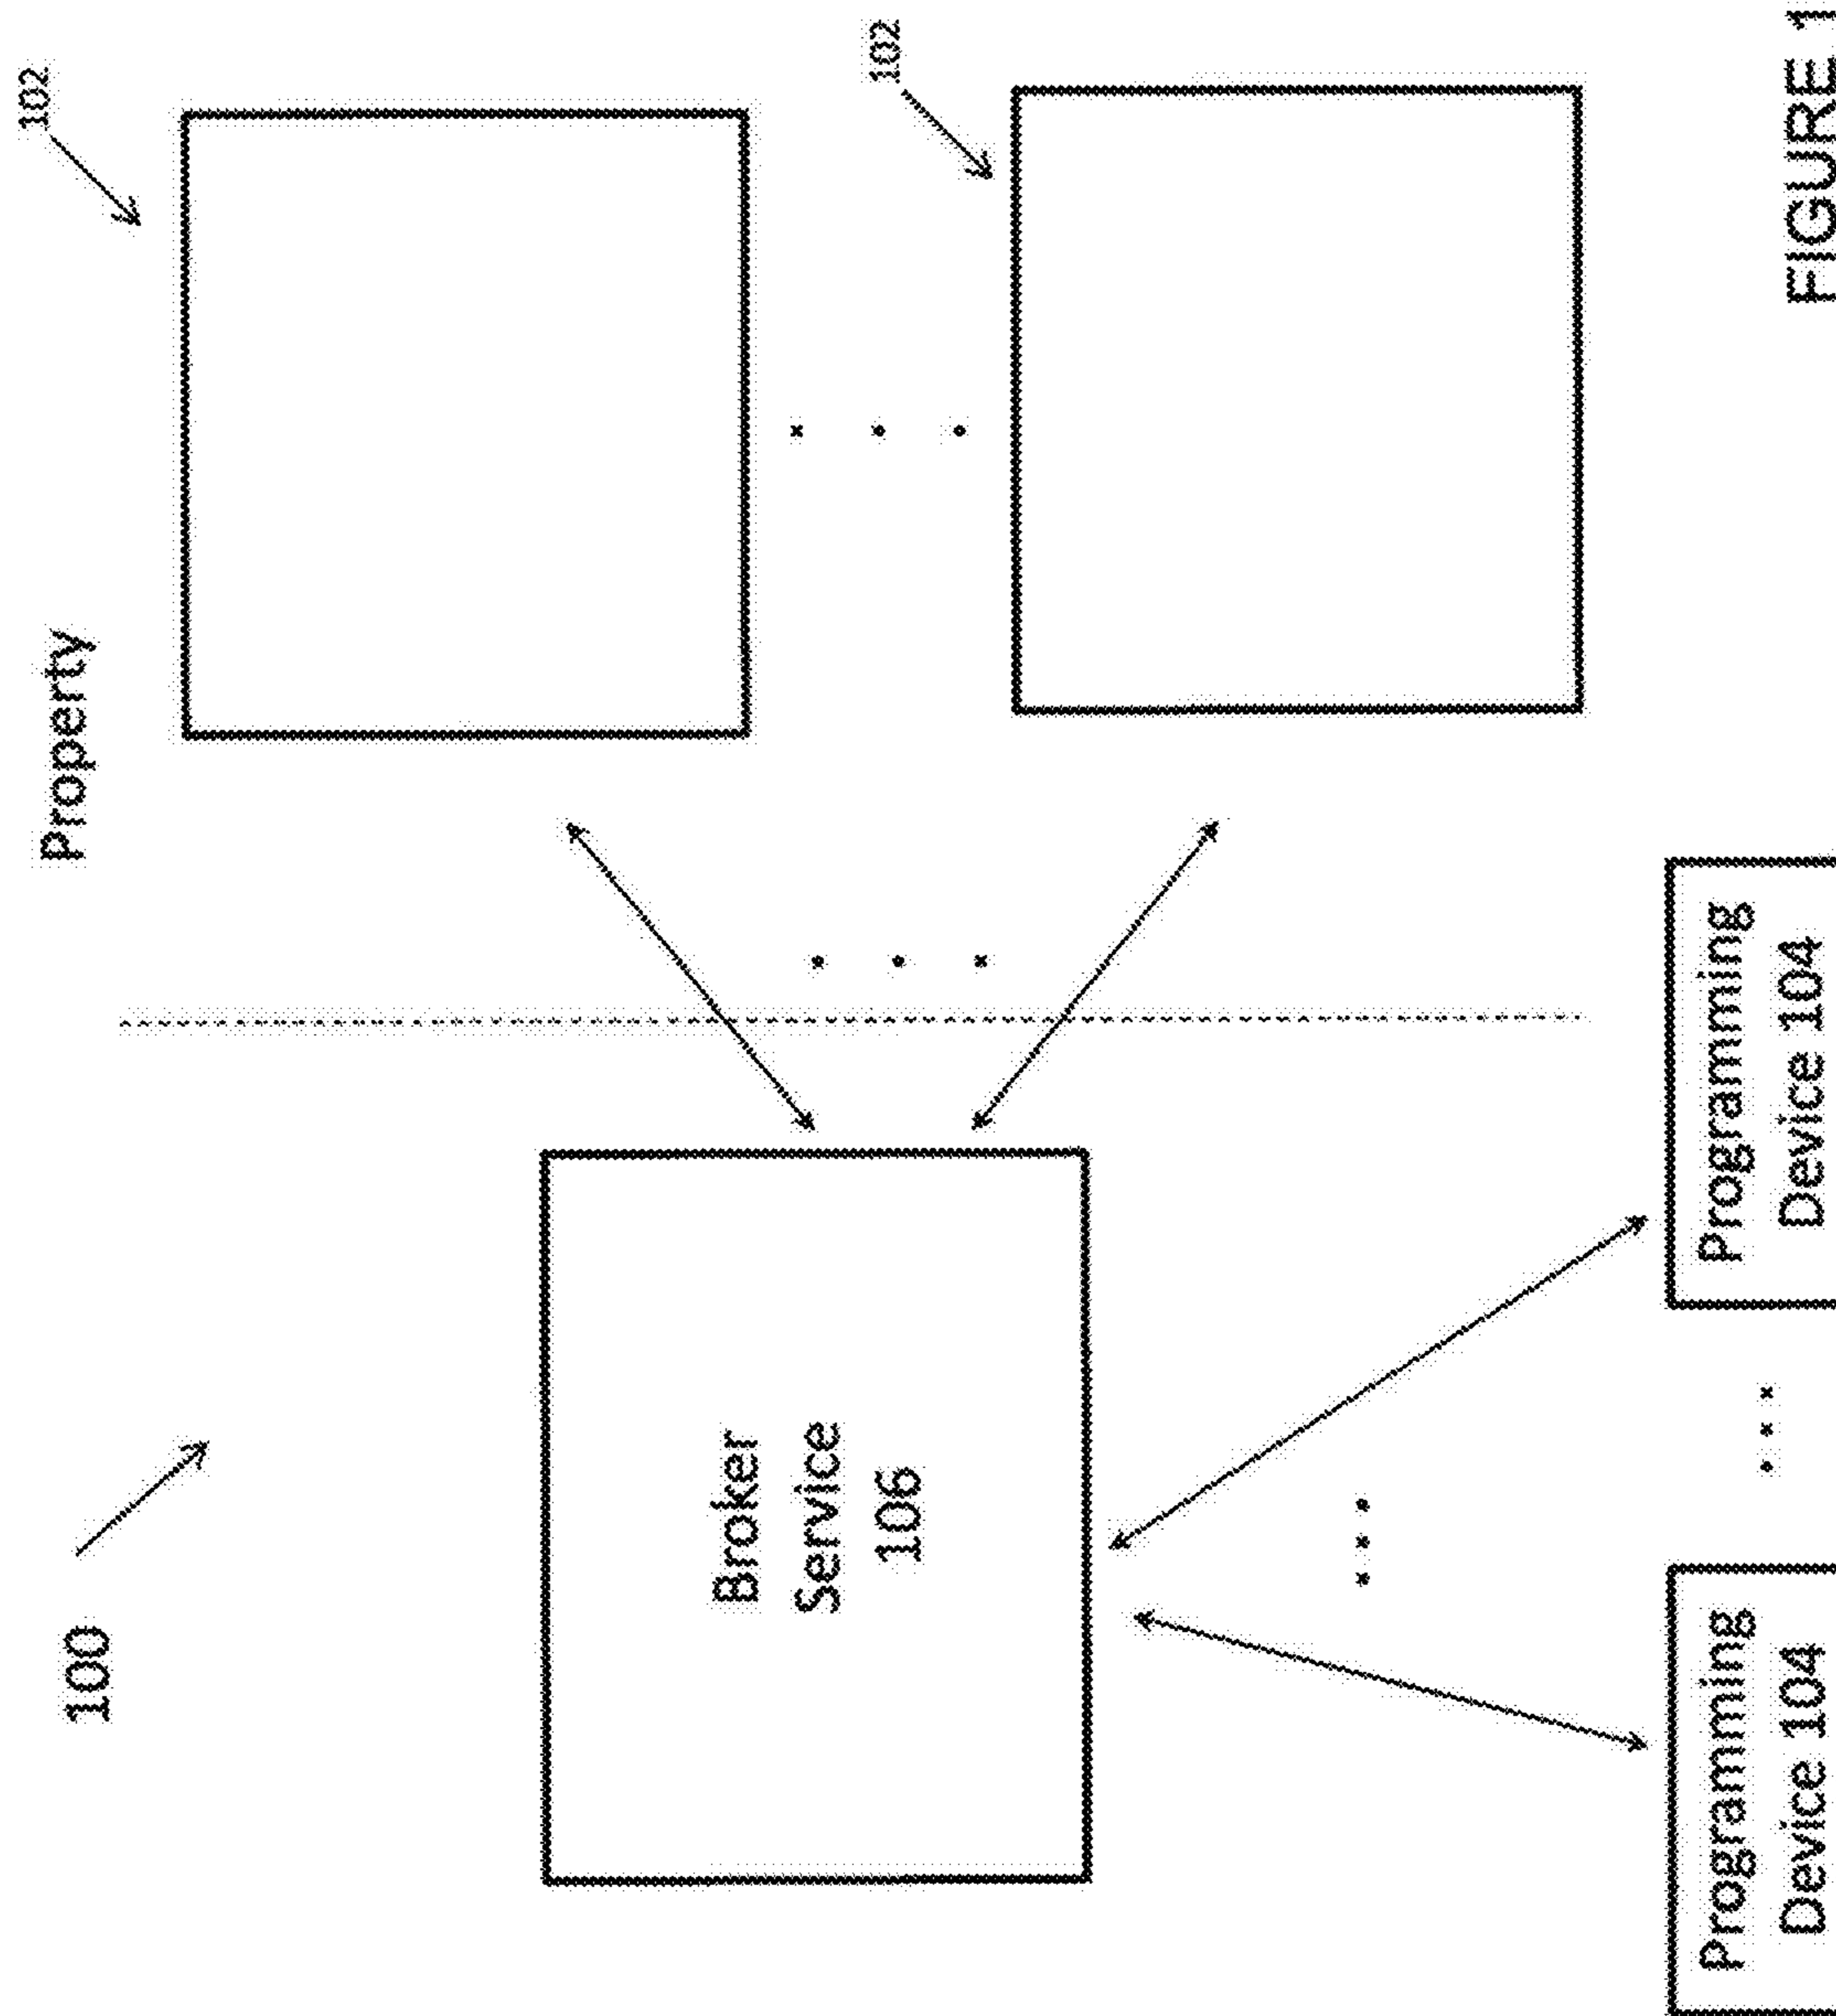 100
Property
102
102
Broker
Service
106
Programming
Device 104
Programming
Device 104
FIGURE 1